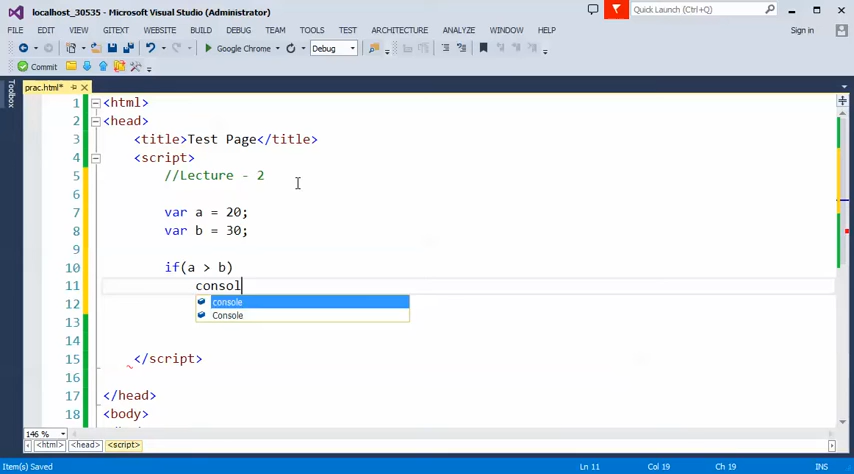 localhost_30535 - Microsoft Visual Studio (Administrator)
Quick Launch (Ctrl+Q)
FILE EDIT VIEW GITEXT WEBSITE BUILD DEBUG TEAM TOOLS TEST ARCHITECTURE ANALYZE WINDOW HELP
Sign in
Google Chrome Debug
Commit
Toolbox
prac.html*
1 <html>
2 <head>
3 <title>Test Page</title>
4 <script>
5 //Lecture - 2
6
7 var a = 20;
8 var b = 30;
9
10 if(a > b)
11 consol
12 console
13 Console
14
15 </script>
16
17 </head>
18 <body>
146 %
<html> <head> <script>
Item(s) Saved Ln 11 Col 19 Ch 19 INS